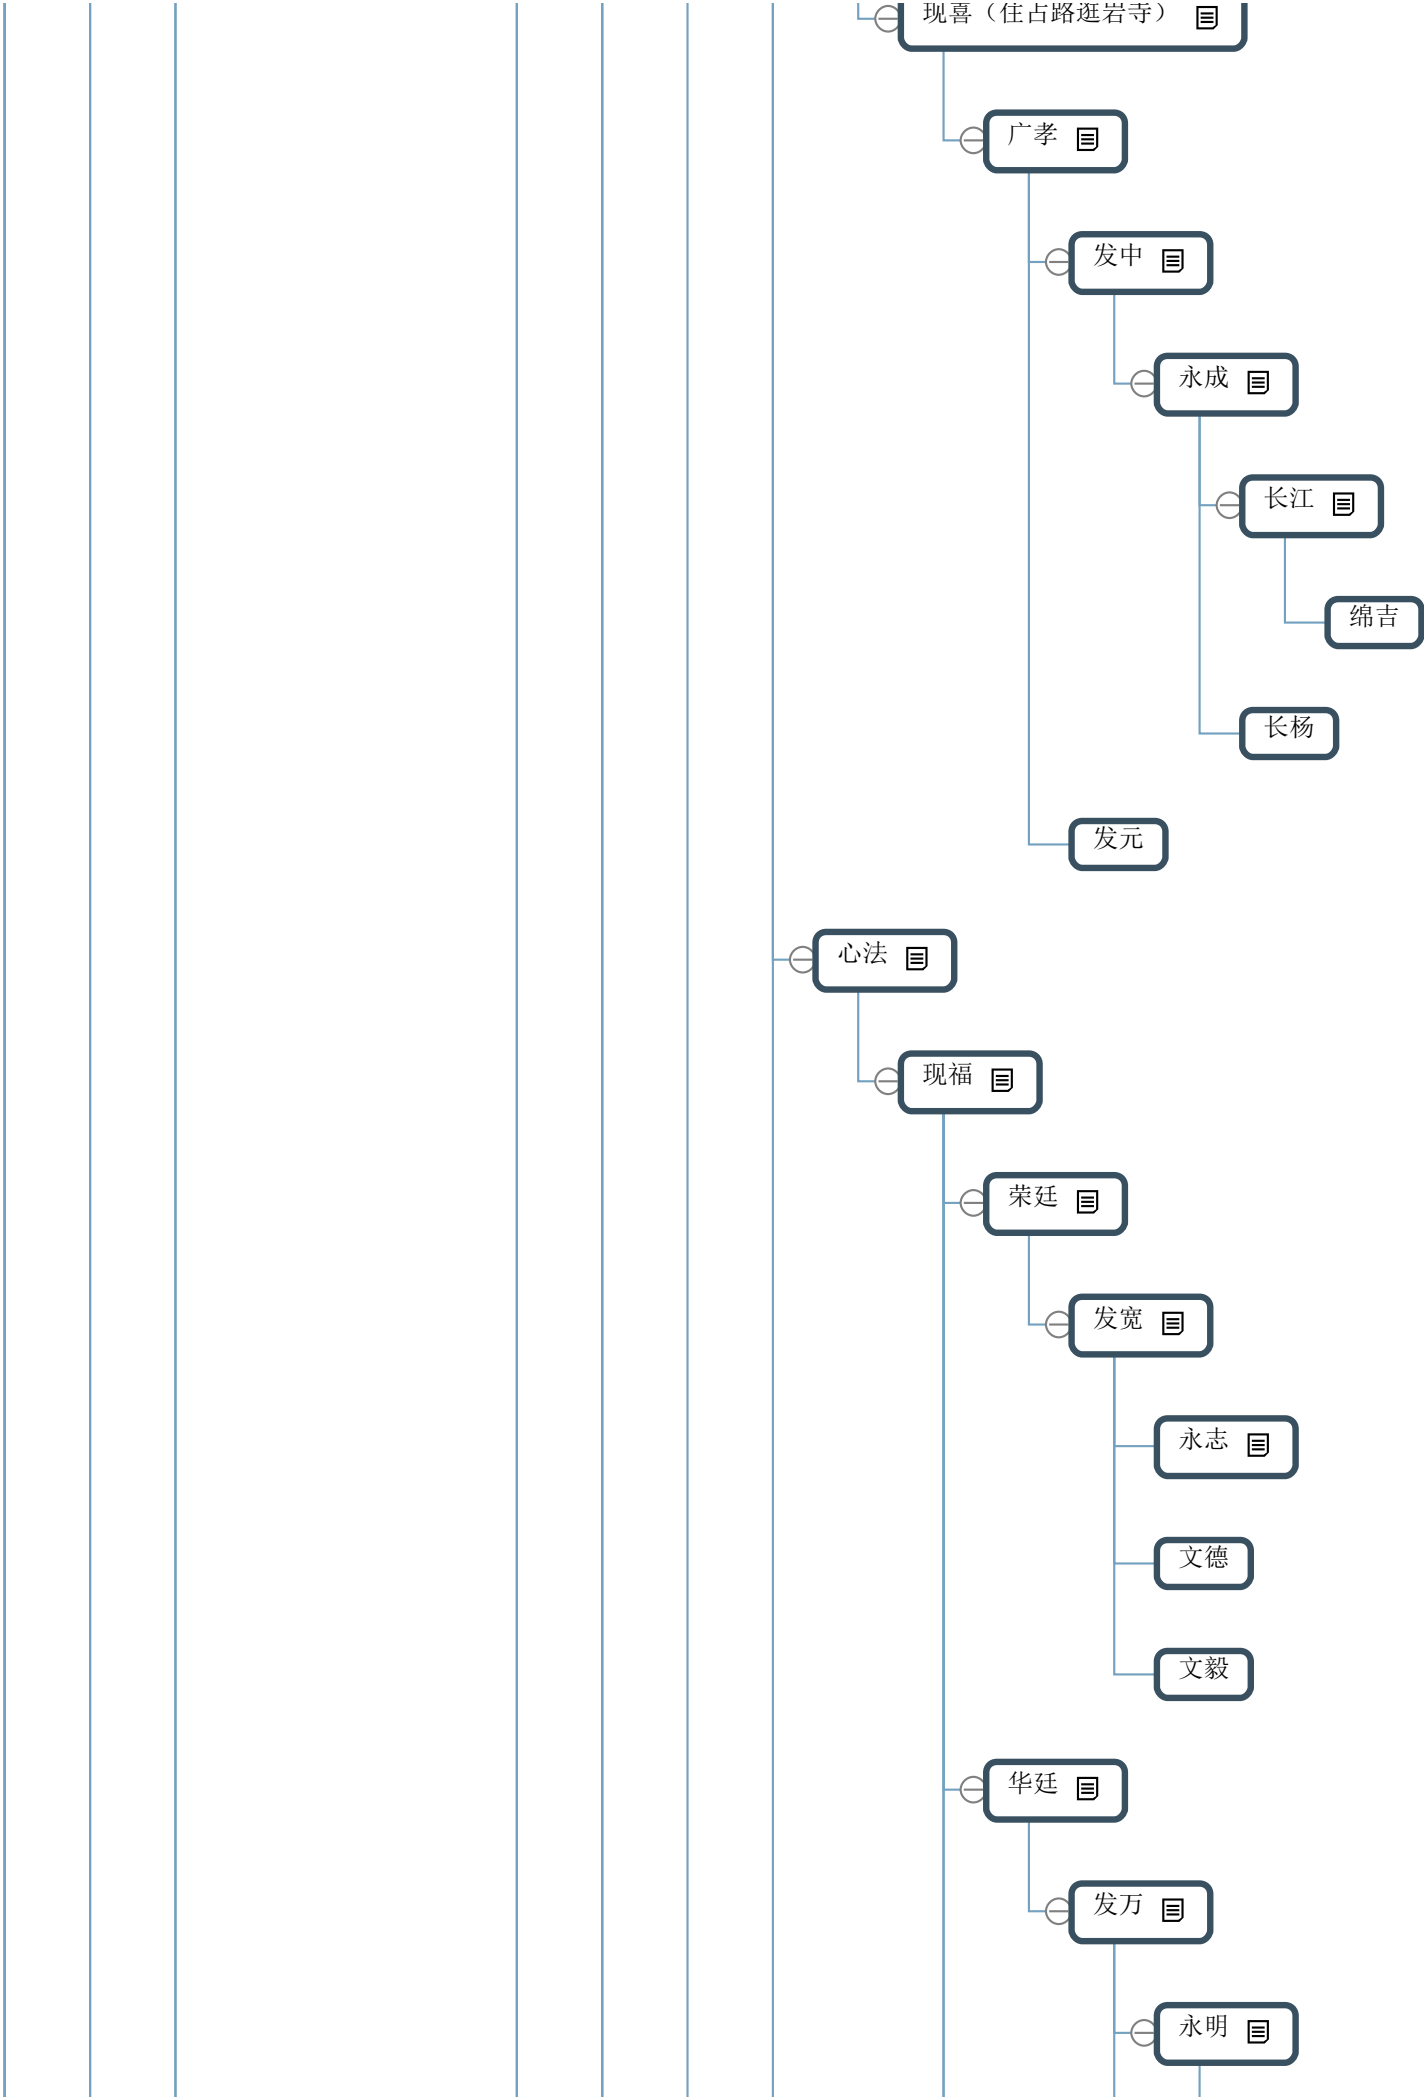 现喜（住占路逛岩寺）
广孝
发中
永成
长江
绵吉
长杨
发元
心法
现福
荣廷
发宽
永志
文德
文毅
华廷
发万
永明